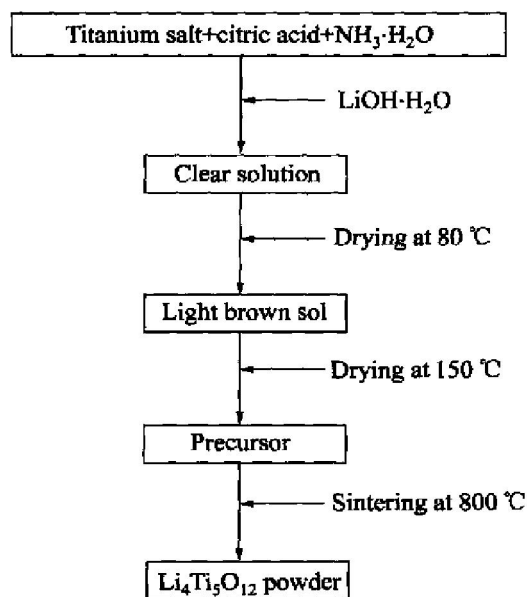 Titanium salt+citric acid+NH₃·H₂O
LiOH·H₂O
Clear solution
Drying at 80 ℃
Light brown sol
Drying at 150 ℃
Precursor
Sintering at 800 ℃
Li₄Ti₅O₁₂ powder